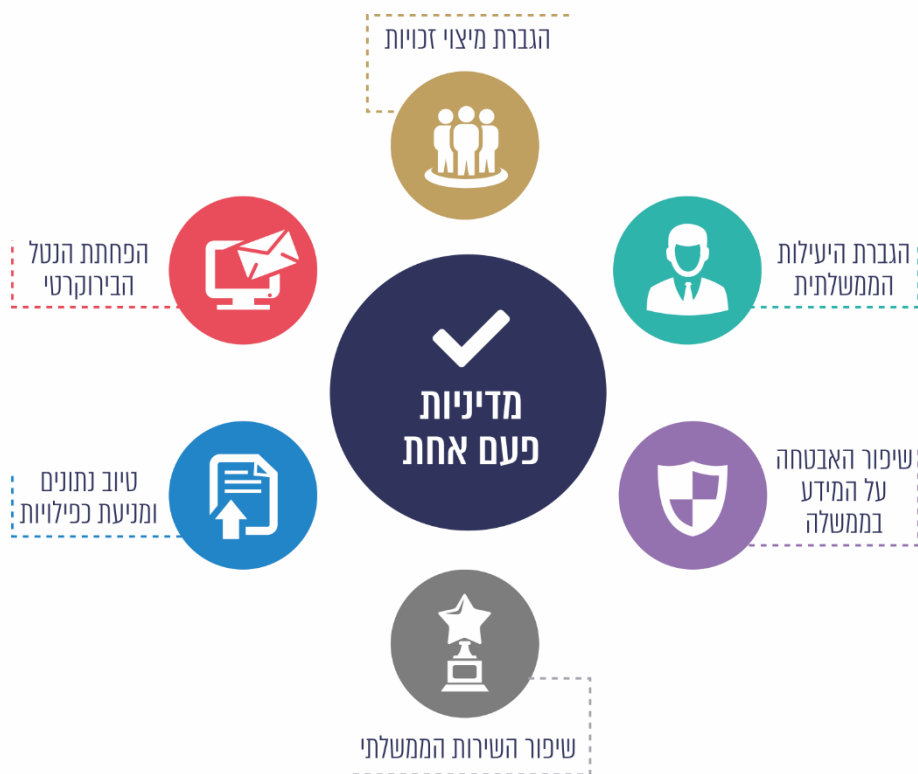 הגברת מיצוי זכויות
הגברת היעילות
הממשלתית
שיפור האבטחה
על המידע
בממשלה
שיפור השירות הממשלתי
טיוב נתונים
ומניעת כפילויות
הפחתת הנטל
הבירוקרטי
מדיניות
פעם אחת